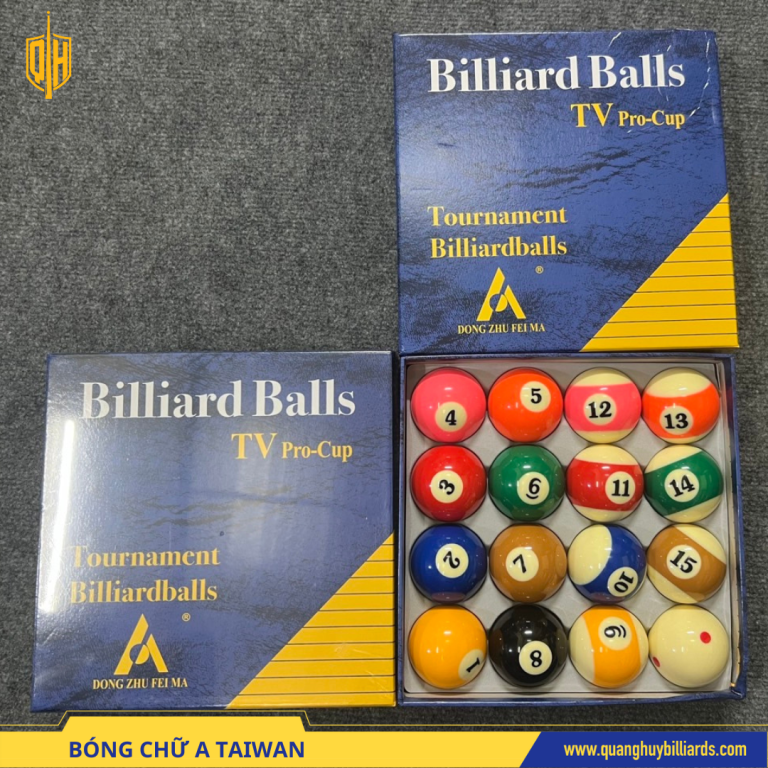 QH
Billiard Balls
TV Pro-Cup
Tournament
Billiardballs
®
DONG ZHU FEI MA
Billiard Balls
TV Pro-Cup
Tournament
Billiardballs
®
DONG ZHU FEI MA
4
5
12
13
3
6
11
14
2
7
10
15
1
8
9
BÓNG CHỮ A TAIWAN
www.quanghuybilliards.com